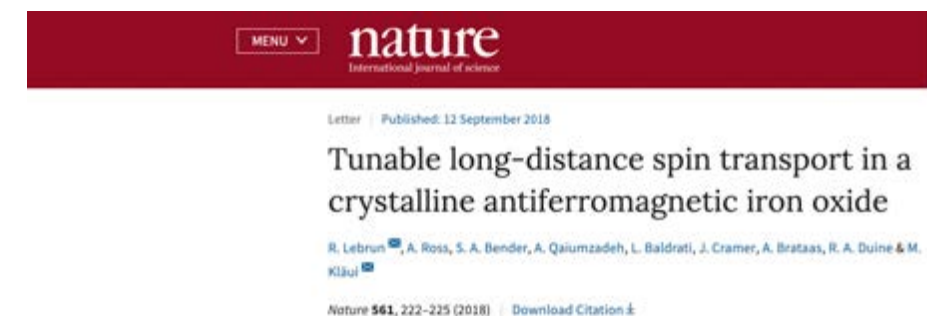 MENU
nature
International journal of science
Letter | Published: 12 September 2018
Tunable long-distance spin transport in a
crystalline antiferromagnetic iron oxide
R. Lebrun, A. Ross, S. A. Bender, A. Qaiumzadeh, L. Baldrati, J. Cramer, A. Brataas, R. A. Duine & M.
Kläui
Nature 561, 222–225 (2018) | Download Citation